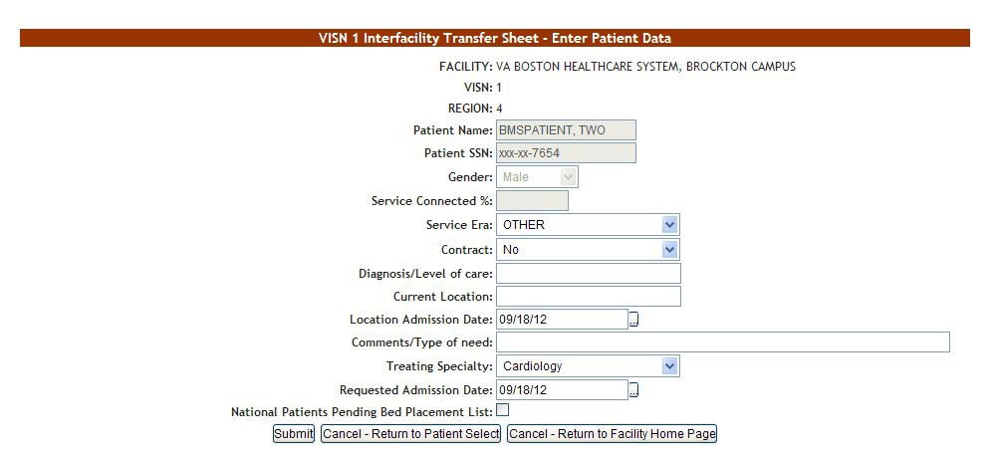 VISN 1 Interfacility Transfer Sheet - Enter Patient Data
FACILITY: VA BOSTON HEALTHCARE SYSTEM, BROCKTON CAMPUS
VISN: 1
REGION: 4
Patient Name: BMSPATIENT, TWO
Patient SSN: xxx-xx-7654
Gender: Male
Service Connected %:
Service Era: OTHER
Contract: No
Diagnosis/Level of care:
Current Location:
Location Admission Date: 09/18/12 ...
Comments/Type of need:
Treating Specialty: Cardiology
Requested Admission Date: 09/18/12 ...
National Patients Pending Bed Placement List:
Submit Cancel - Return to Patient Select Cancel - Return to Facility Home Page